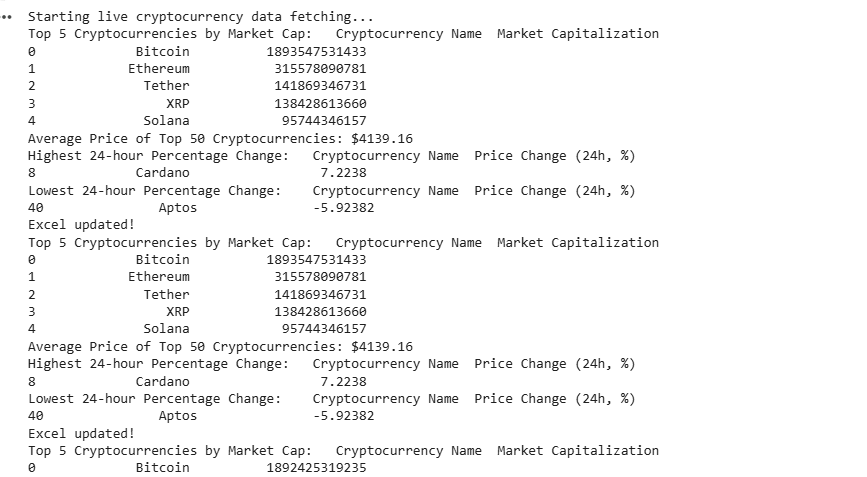 Starting live cryptocurrency data fetching...
Top 5 Cryptocurrencies by Market Cap:   Cryptocurrency Name  Market Capitalization
0             Bitcoin          1893547531433
1            Ethereum           315578090781
2              Tether           141869346731
3                 XRP           138428613660
4              Solana            95744346157
Average Price of Top 50 Cryptocurrencies: $4139.16
Highest 24-hour Percentage Change:   Cryptocurrency Name  Price Change (24h, %)
8             Cardano                 7.2238
Lowest 24-hour Percentage Change:    Cryptocurrency Name  Price Change (24h, %)
40               Aptos               -5.92382
Excel updated!
Top 5 Cryptocurrencies by Market Cap:   Cryptocurrency Name  Market Capitalization
0             Bitcoin          1893547531433
1            Ethereum           315578090781
2              Tether           141869346731
3                 XRP           138428613660
4              Solana            95744346157
Average Price of Top 50 Cryptocurrencies: $4139.16
Highest 24-hour Percentage Change:   Cryptocurrency Name  Price Change (24h, %)
8             Cardano                 7.2238
Lowest 24-hour Percentage Change:    Cryptocurrency Name  Price Change (24h, %)
40               Aptos               -5.92382
Excel updated!
Top 5 Cryptocurrencies by Market Cap:   Cryptocurrency Name  Market Capitalization
0             Bitcoin          1892425319235